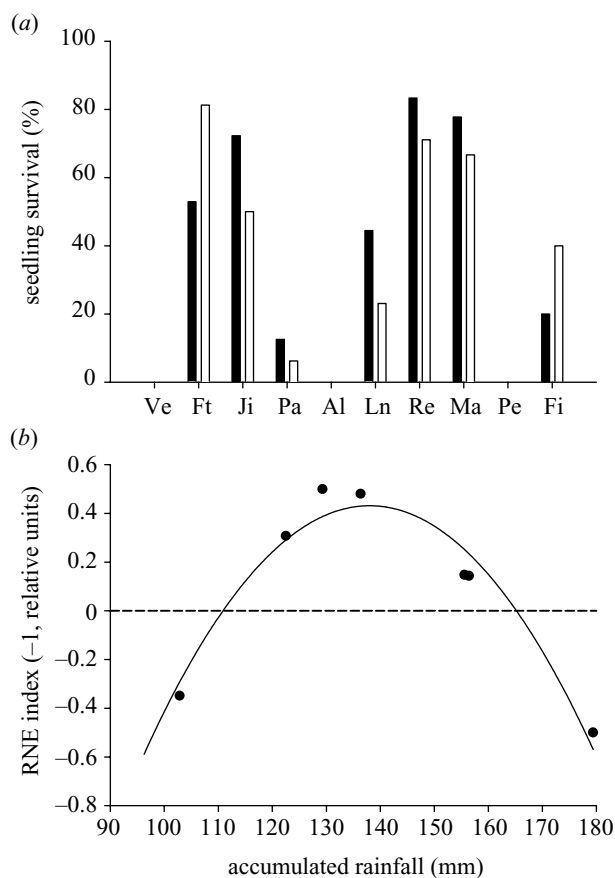 (a)
100
80
60
40
20
0
seedling survival (%)
Ve Ft Ji Pa Al Ln Re Ma Pe Fi
(b)
0.6
0.4
0.2
0
–0.2
–0.4
–0.6
–0.8
RNE index (–1, relative units)
90 100 120 130 140 150 160 170 180
accumulated rainfall (mm)